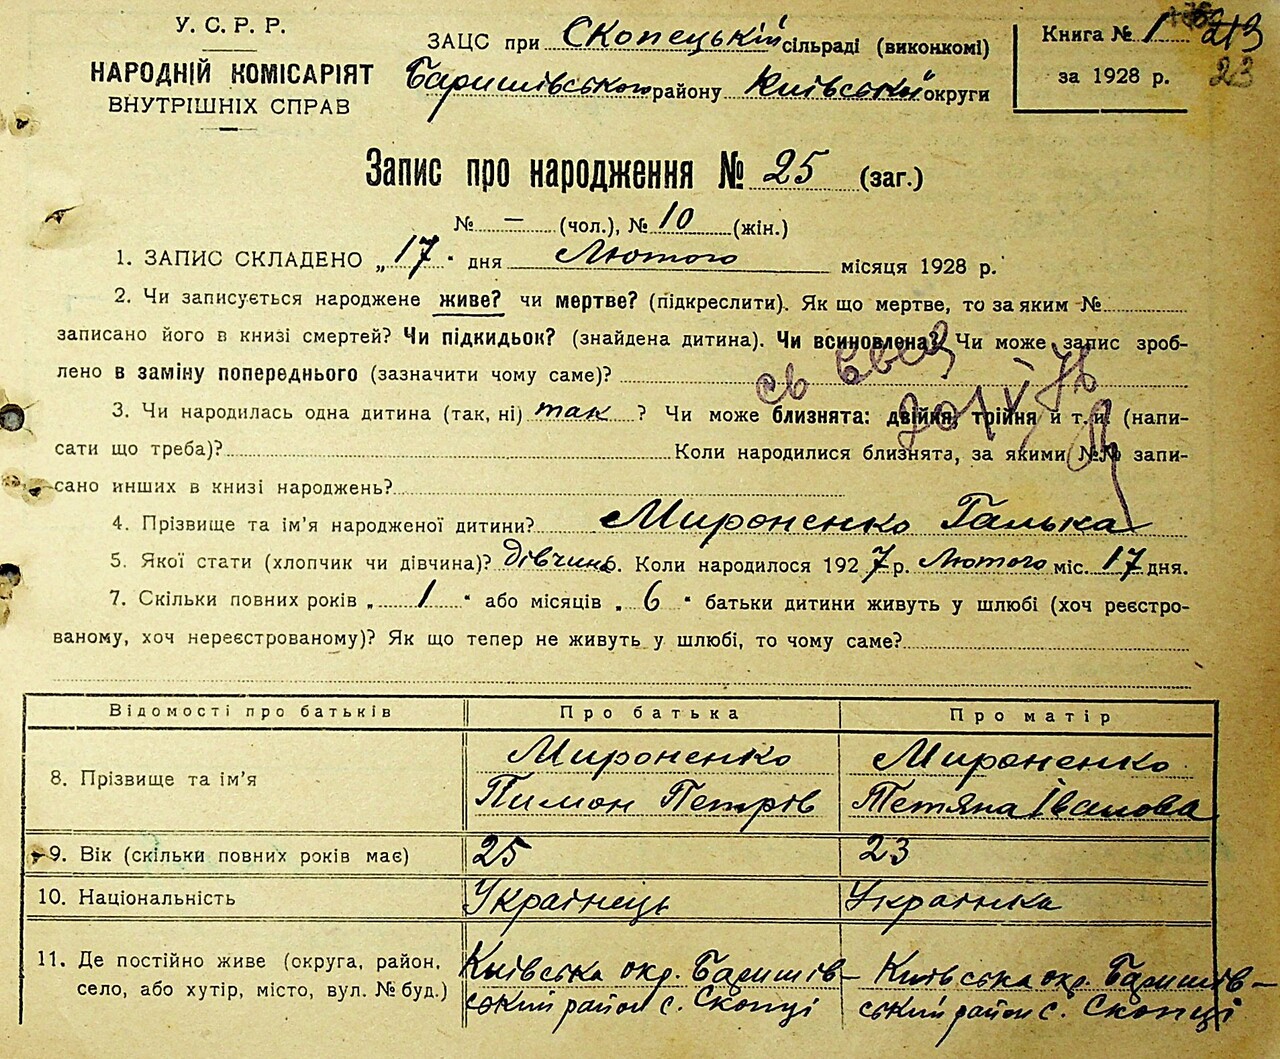 У. С. Р. Р.
НАРОДНІЙ КОМІСАРІЯТ
ВНУТРІШНІХ СПРАВ
ЗАЦС при Скопецькій сільраді (виконкомі)
Баришівського району Київської округи
Книга № 1
213
за 1928 р.
23
Запис про народження № 25 (заг.)
№ — (чол.), № 10 (жін.)
1. ЗАПИС СКЛАДЕНО „17" дня Лютого місяця 1928 р.
2. Чи записується народжене живе? чи мертве? (підкреслити). Як що мертве, то за яким №
записано його в книзі смертей? Чи підкидьок? (знайдена дитина). Чи всиновлена? Чи може запис зроб-
лено в заміну попереднього (зазначити чому саме)?
3. Чи народилась одна дитина (так, ні) так ? Чи може близнята: двійня, трійня й т. и. (напи-
сати що треба)? Коли народилися близнята, за якими №№ запи-
сано инших в книзі народжень?
4. Прізвище та ім'я народженої дитини? Мироненко Галька
5. Якої стати (хлопчик чи дівчина)? дівчина. Коли народилося 1927 р. Лютого міс. 17 дня.
7. Скільки повних років „ 1 " або місяців „ 6 " батьки дитини живуть у шлюбі (хоч реєстро-
ваному, хоч нереєстрованому)? Як що тепер не живуть у шлюбі, то чому саме?
Відомості про батьків Про батька Про матір
8. Прізвище та ім'я Мироненко Пимон Петрів Мироненко Тетяна Іванова
9. Вік (скільки повних років має) 25 23
10. Національність Українець Українка
11. Де постійно живе (округа, район, село, або хутір, місто, вул. № буд.) Київська окр. Баришів-ський район с. Скопці Київська окр. Баришів-ський район с. Скопці